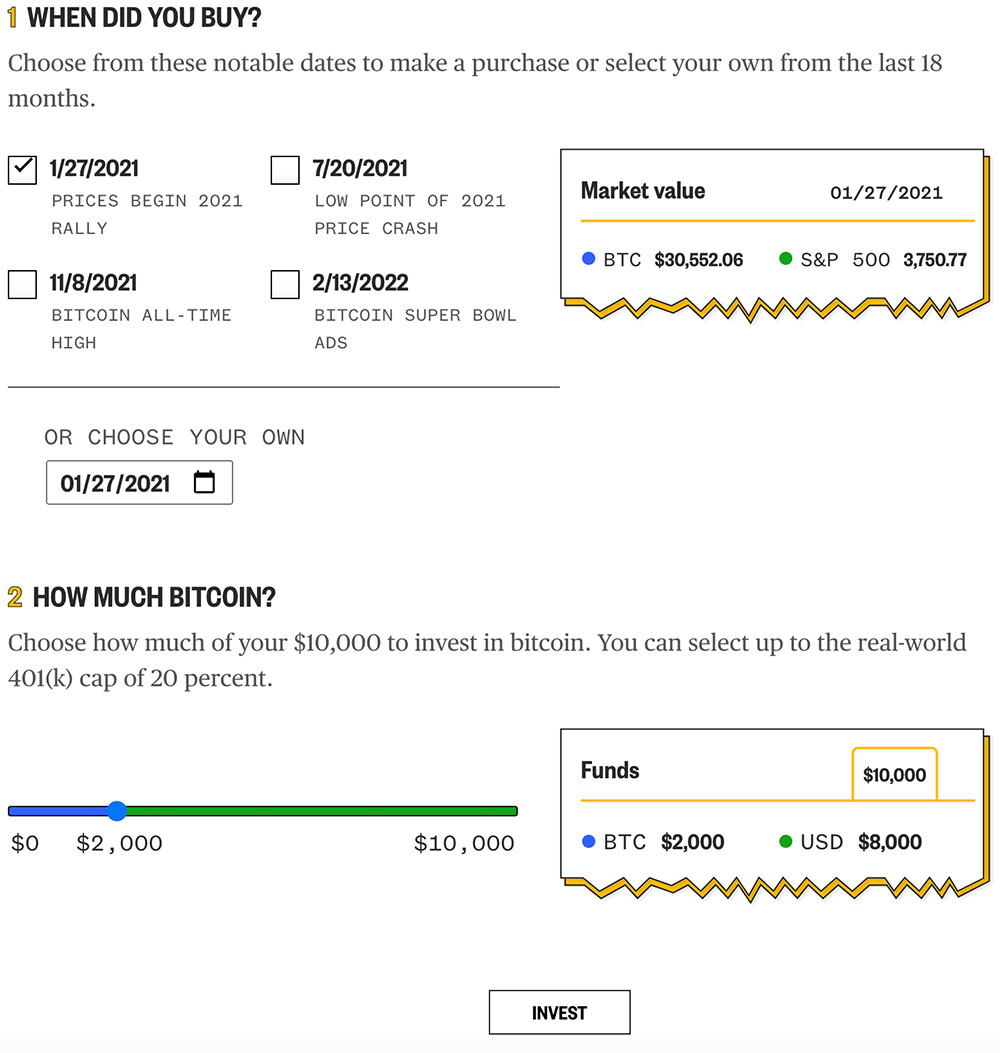 1 WHEN DID YOU BUY?
Choose from these notable dates to make a purchase or select your own from the last 18
months.
1/27/2021
PRICES BEGIN 2021
RALLY
7/20/2021
LOW POINT OF 2021
PRICE CRASH
11/8/2021
BITCOIN ALL-TIME
HIGH
2/13/2022
BITCOIN SUPER BOWL
ADS
Market value 01/27/2021
BTC $30,552.06 S&P 500 3,750.77
OR CHOOSE YOUR OWN
01/27/2021
2 HOW MUCH BITCOIN?
Choose how much of your $10,000 to invest in bitcoin. You can select up to the real-world
401(k) cap of 20 percent.
$0 $2,000 $10,000
Funds $10,000
BTC $2,000 USD $8,000
INVEST